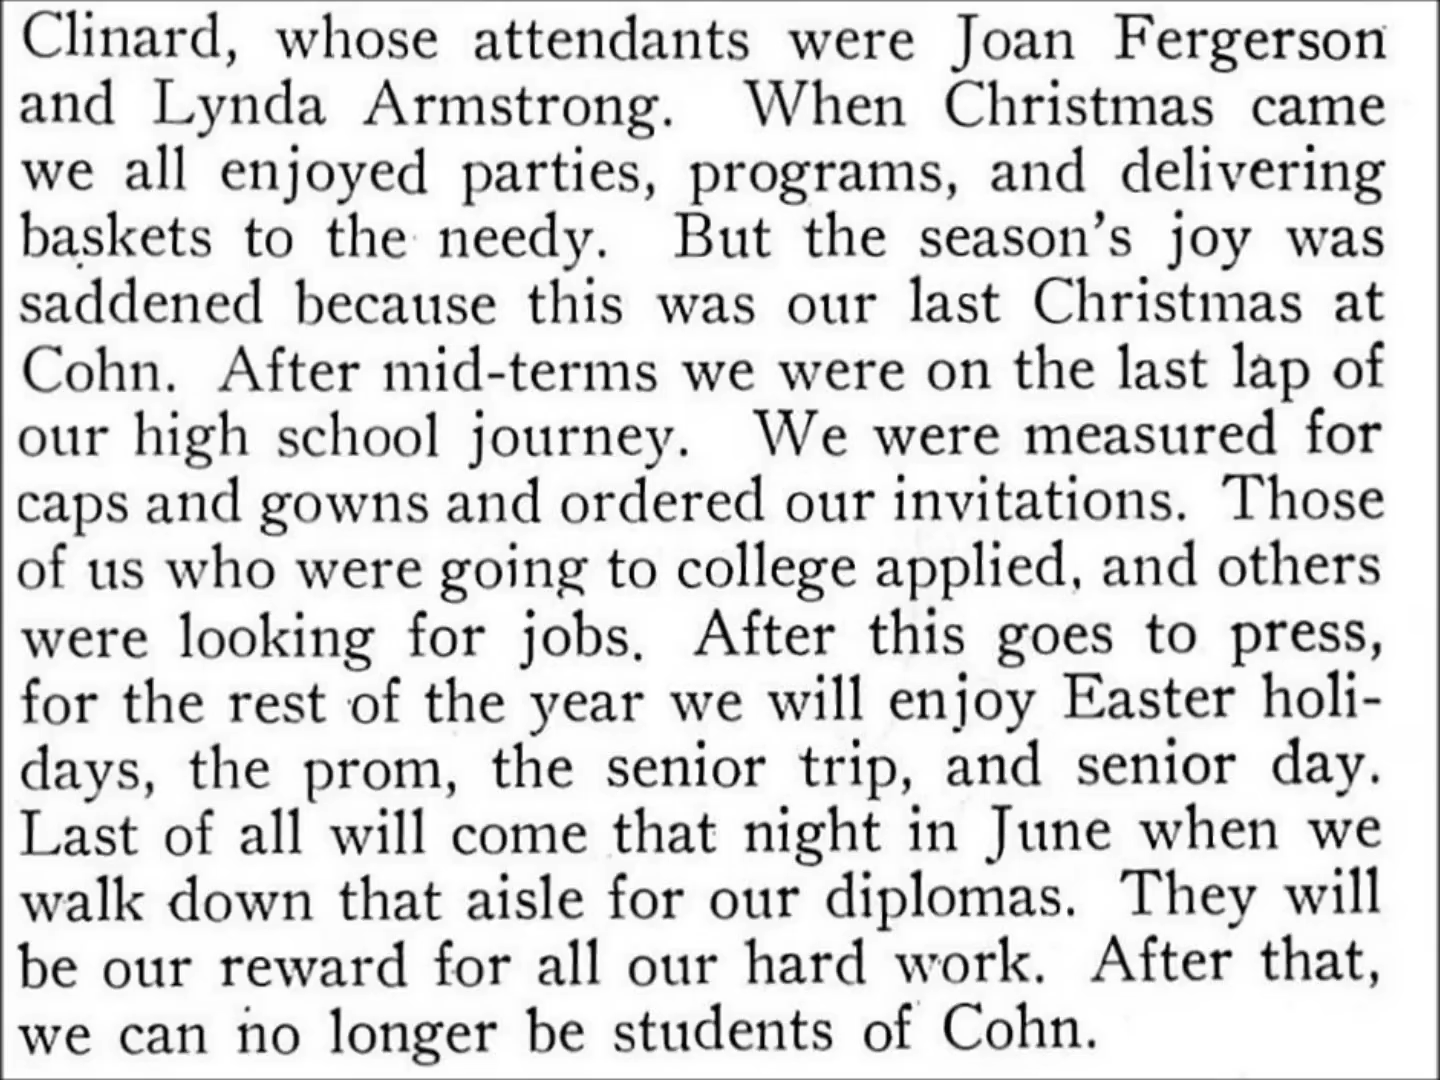 Clinard, whose attendants were Joan Fergerson
and Lynda Armstrong. When Christmas came
we all enjoyed parties, programs, and delivering
baskets to the needy. But the season's joy was
saddened because this was our last Christmas at
Cohn. After mid-terms we were on the last lap of
our high school journey. We were measured for
caps and gowns and ordered our invitations. Those
of us who were going to college applied, and others
were looking for jobs. After this goes to press,
for the rest of the year we will enjoy Easter holi-
days, the prom, the senior trip, and senior day.
Last of all will come that night in June when we
walk down that aisle for our diplomas. They will
be our reward for all our hard work. After that,
we can no longer be students of Cohn.